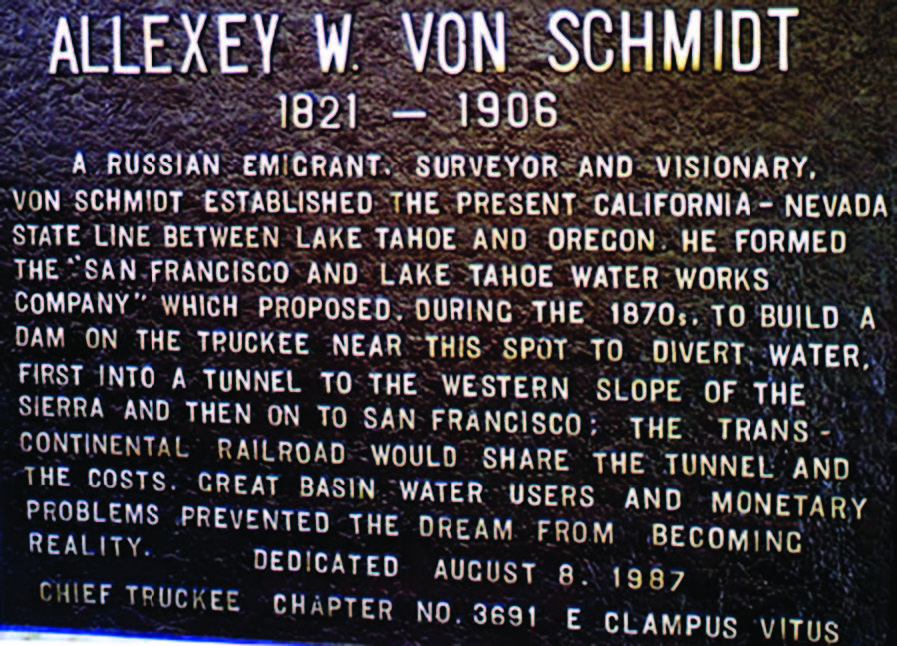 ALLEXEY W. VON SCHMIDT
1821 — 1906
A RUSSIAN EMIGRANT, SURVEYOR AND VISIONARY,
VON SCHMIDT ESTABLISHED THE PRESENT CALIFORNIA - NEVADA
STATE LINE BETWEEN LAKE TAHOE AND OREGON. HE FORMED
THE "SAN FRANCISCO AND LAKE TAHOE WATER WORKS
COMPANY" WHICH PROPOSED, DURING THE 1870s, TO BUILD A
DAM ON THE TRUCKEE NEAR THIS SPOT TO DIVERT WATER,
FIRST INTO A TUNNEL TO THE WESTERN SLOPE OF THE
SIERRA AND THEN ON TO SAN FRANCISCO; THE TRANS-
CONTINENTAL RAILROAD WOULD SHARE THE TUNNEL AND
THE COSTS. GREAT BASIN WATER USERS AND MONETARY
PROBLEMS PREVENTED THE DREAM FROM BECOMING
REALITY. DEDICATED AUGUST 8, 1987
CHIEF TRUCKEE CHAPTER NO. 3691 E CLAMPUS VITUS